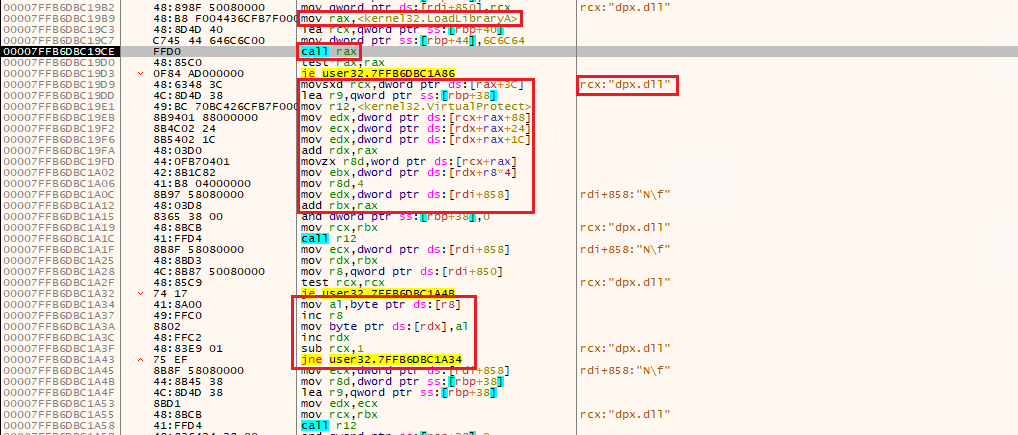 00007FFB6DBC19B2 48:898F 50080000 mov qword ptr ds:[rdi+850],rcx rcx:"dpx.dll"
00007FFB6DBC19B9 48:B8 F004436CFB7F000 mov rax,<kernel32.LoadLibraryA>
00007FFB6DBC19C3 48:8D4D 40 lea rcx,qword ptr ss:[rbp+40]
00007FFB6DBC19C7 C745 44 646C6C00 mov dword ptr ss:[rbp+44],6C6C64
00007FFB6DBC19CE FFD0 call rax
00007FFB6DBC19D0 48:85C0 test rax,rax
00007FFB6DBC19D3 0F84 AD000000 je user32.7FFB6DBC1A86
00007FFB6DBC19D9 48:6348 3C movsxd rcx,dword ptr ds:[rax+3C] rcx:"dpx.dll"
00007FFB6DBC19DD 4C:8D4D 38 lea r9,qword ptr ss:[rbp+38]
00007FFB6DBC19E1 49:BC 70BC426CFB7F000 mov r12,<kernel32.VirtualProtect>
00007FFB6DBC19EB 8B9401 88000000 mov edx,dword ptr ds:[rcx+rax+88]
00007FFB6DBC19F2 8B4C02 24 mov ecx,dword ptr ds:[rdx+rax+24]
00007FFB6DBC19F6 8B5402 1C mov edx,dword ptr ds:[rdx+rax+1C]
00007FFB6DBC19FA 48:03D0 add rdx,rax
00007FFB6DBC19FD 44:0FB70401 movzx r8d,word ptr ds:[rcx+rax]
00007FFB6DBC1A02 42:8B1C82 mov ebx,dword ptr ds:[rdx+r8*4]
00007FFB6DBC1A06 41:B8 04000000 mov r8d,4
00007FFB6DBC1A0C 8B97 58080000 mov edx,dword ptr ds:[rdi+858] rdi+858:"N\f"
00007FFB6DBC1A12 48:03D8 add rbx,rax
00007FFB6DBC1A15 8365 38 00 and dword ptr ss:[rbp+38],0
00007FFB6DBC1A19 48:8BCB mov rcx,rbx rcx:"dpx.dll"
00007FFB6DBC1A1C 41:FFD4 call r12
00007FFB6DBC1A1F 8B8F 58080000 mov ecx,dword ptr ds:[rdi+858] rdi+858:"N\f"
00007FFB6DBC1A25 48:8BD3 mov rdx,rbx
00007FFB6DBC1A28 4C:8B87 50080000 mov r8,qword ptr ds:[rdi+850]
00007FFB6DBC1A2F 48:85C9 test rcx,rcx rcx:"dpx.dll"
00007FFB6DBC1A32 74 17 je user32.7FFB6DBC1A4B
00007FFB6DBC1A34 41:8A00 mov al,byte ptr ds:[r8]
00007FFB6DBC1A37 49:FFC0 inc r8
00007FFB6DBC1A3A 8802 mov byte ptr ds:[rdx],al
00007FFB6DBC1A3C 48:FFC2 inc rdx
00007FFB6DBC1A3F 48:83E9 01 sub rcx,1 rcx:"dpx.dll"
00007FFB6DBC1A43 75 EF jne user32.7FFB6DBC1A34
00007FFB6DBC1A45 8B8F 58080000 mov ecx,dword ptr ds:[rdi+858] rdi+858:"N\f"
00007FFB6DBC1A4B 44:8B45 38 mov r8d,dword ptr ss:[rbp+38]
00007FFB6DBC1A4F 4C:8D4D 38 lea r9,qword ptr ss:[rbp+38]
00007FFB6DBC1A53 8BD1 mov edx,ecx
00007FFB6DBC1A55 48:8BCB mov rcx,rbx rcx:"dpx.dll"
00007FFB6DBC1A58 41:FFD4 call r12